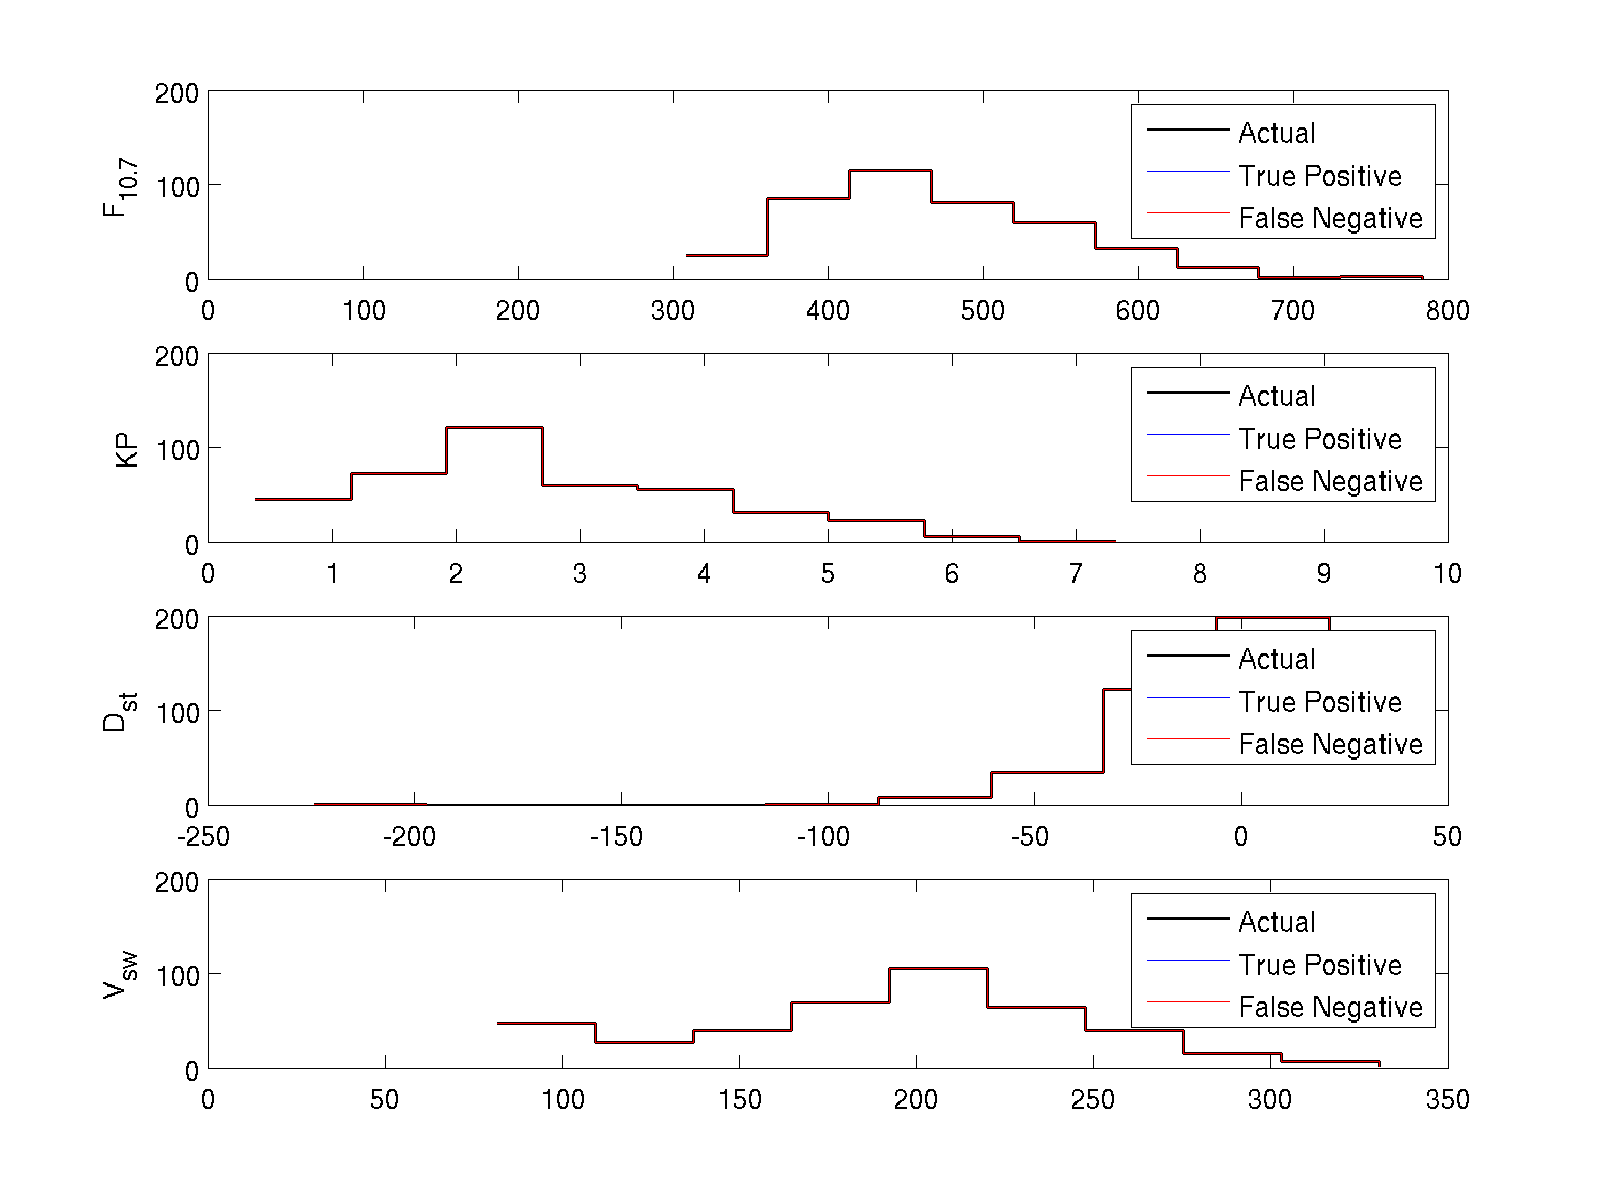 200
100
0
F10.7
Actual
True Positive
False Negative
0 100 200 300 400 500 600 700 800
200
100
0
KP
Actual
True Positive
False Negative
0 1 2 3 4 5 6 7 8 9 10
200
100
0
Dst
Actual
True Positive
False Negative
-250 -200 -150 -100 -50 0 50
200
100
0
Vsw
Actual
True Positive
False Negative
0 50 100 150 200 250 300 350